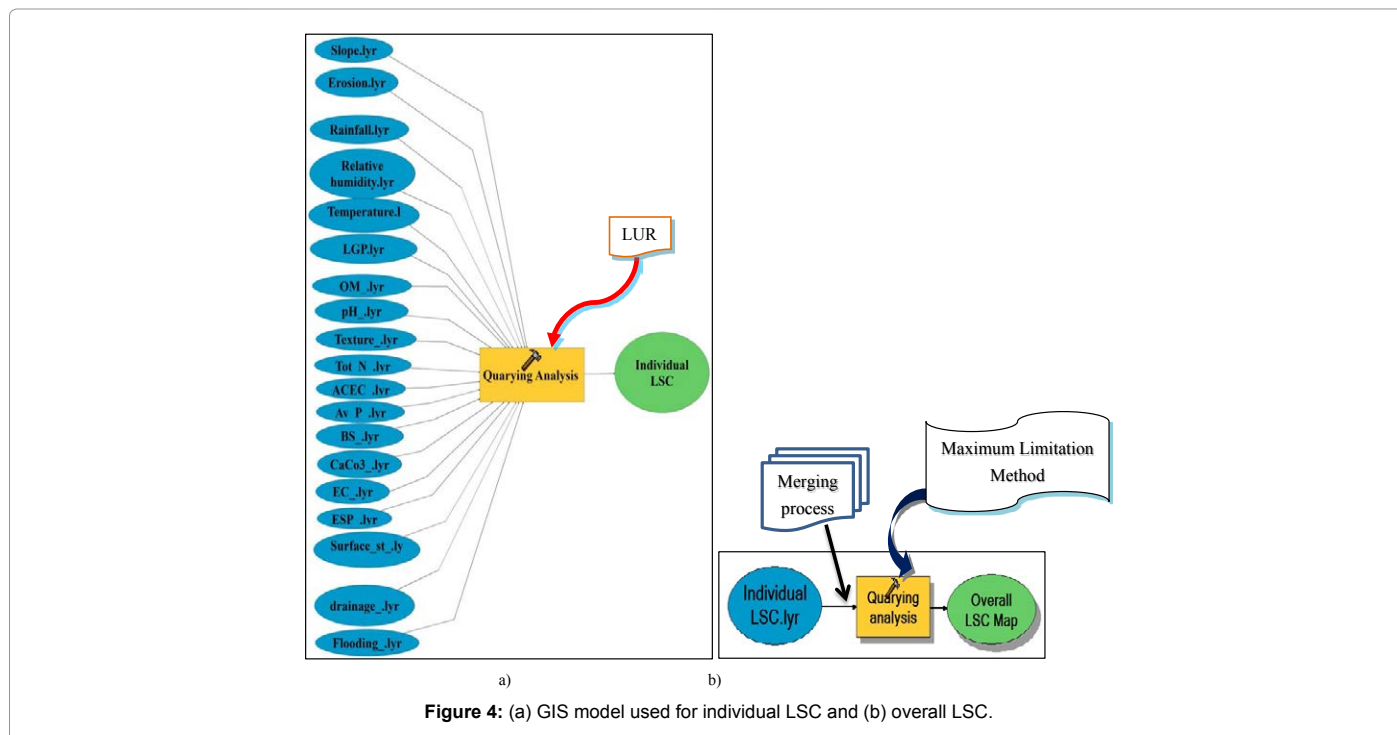 Slope.lyr
Erosion.lyr
Rainfall.lyr
Relative
humidity.lyr
Temperature.l
LGP.lyr
OM_.lyr
pH_.lyr
Texture_.lyr
Tot_N_.lyr
ACEC_.lyr
Av_P_.lyr
BS_.lyr
CaCo3_.lyr
EC_.lyr
ESP_.lyr
Surface_st_.ly
drainage_.lyr
Flooding_.lyr
LUR
Quarying Analysis
Individual
LSC
a)
Merging
process
Maximum Limitation
Method
Individual
LSC.lyr
Quarying
analysis
Overall
LSC Map
b)
Figure 4: (a) GIS model used for individual LSC and (b) overall LSC.